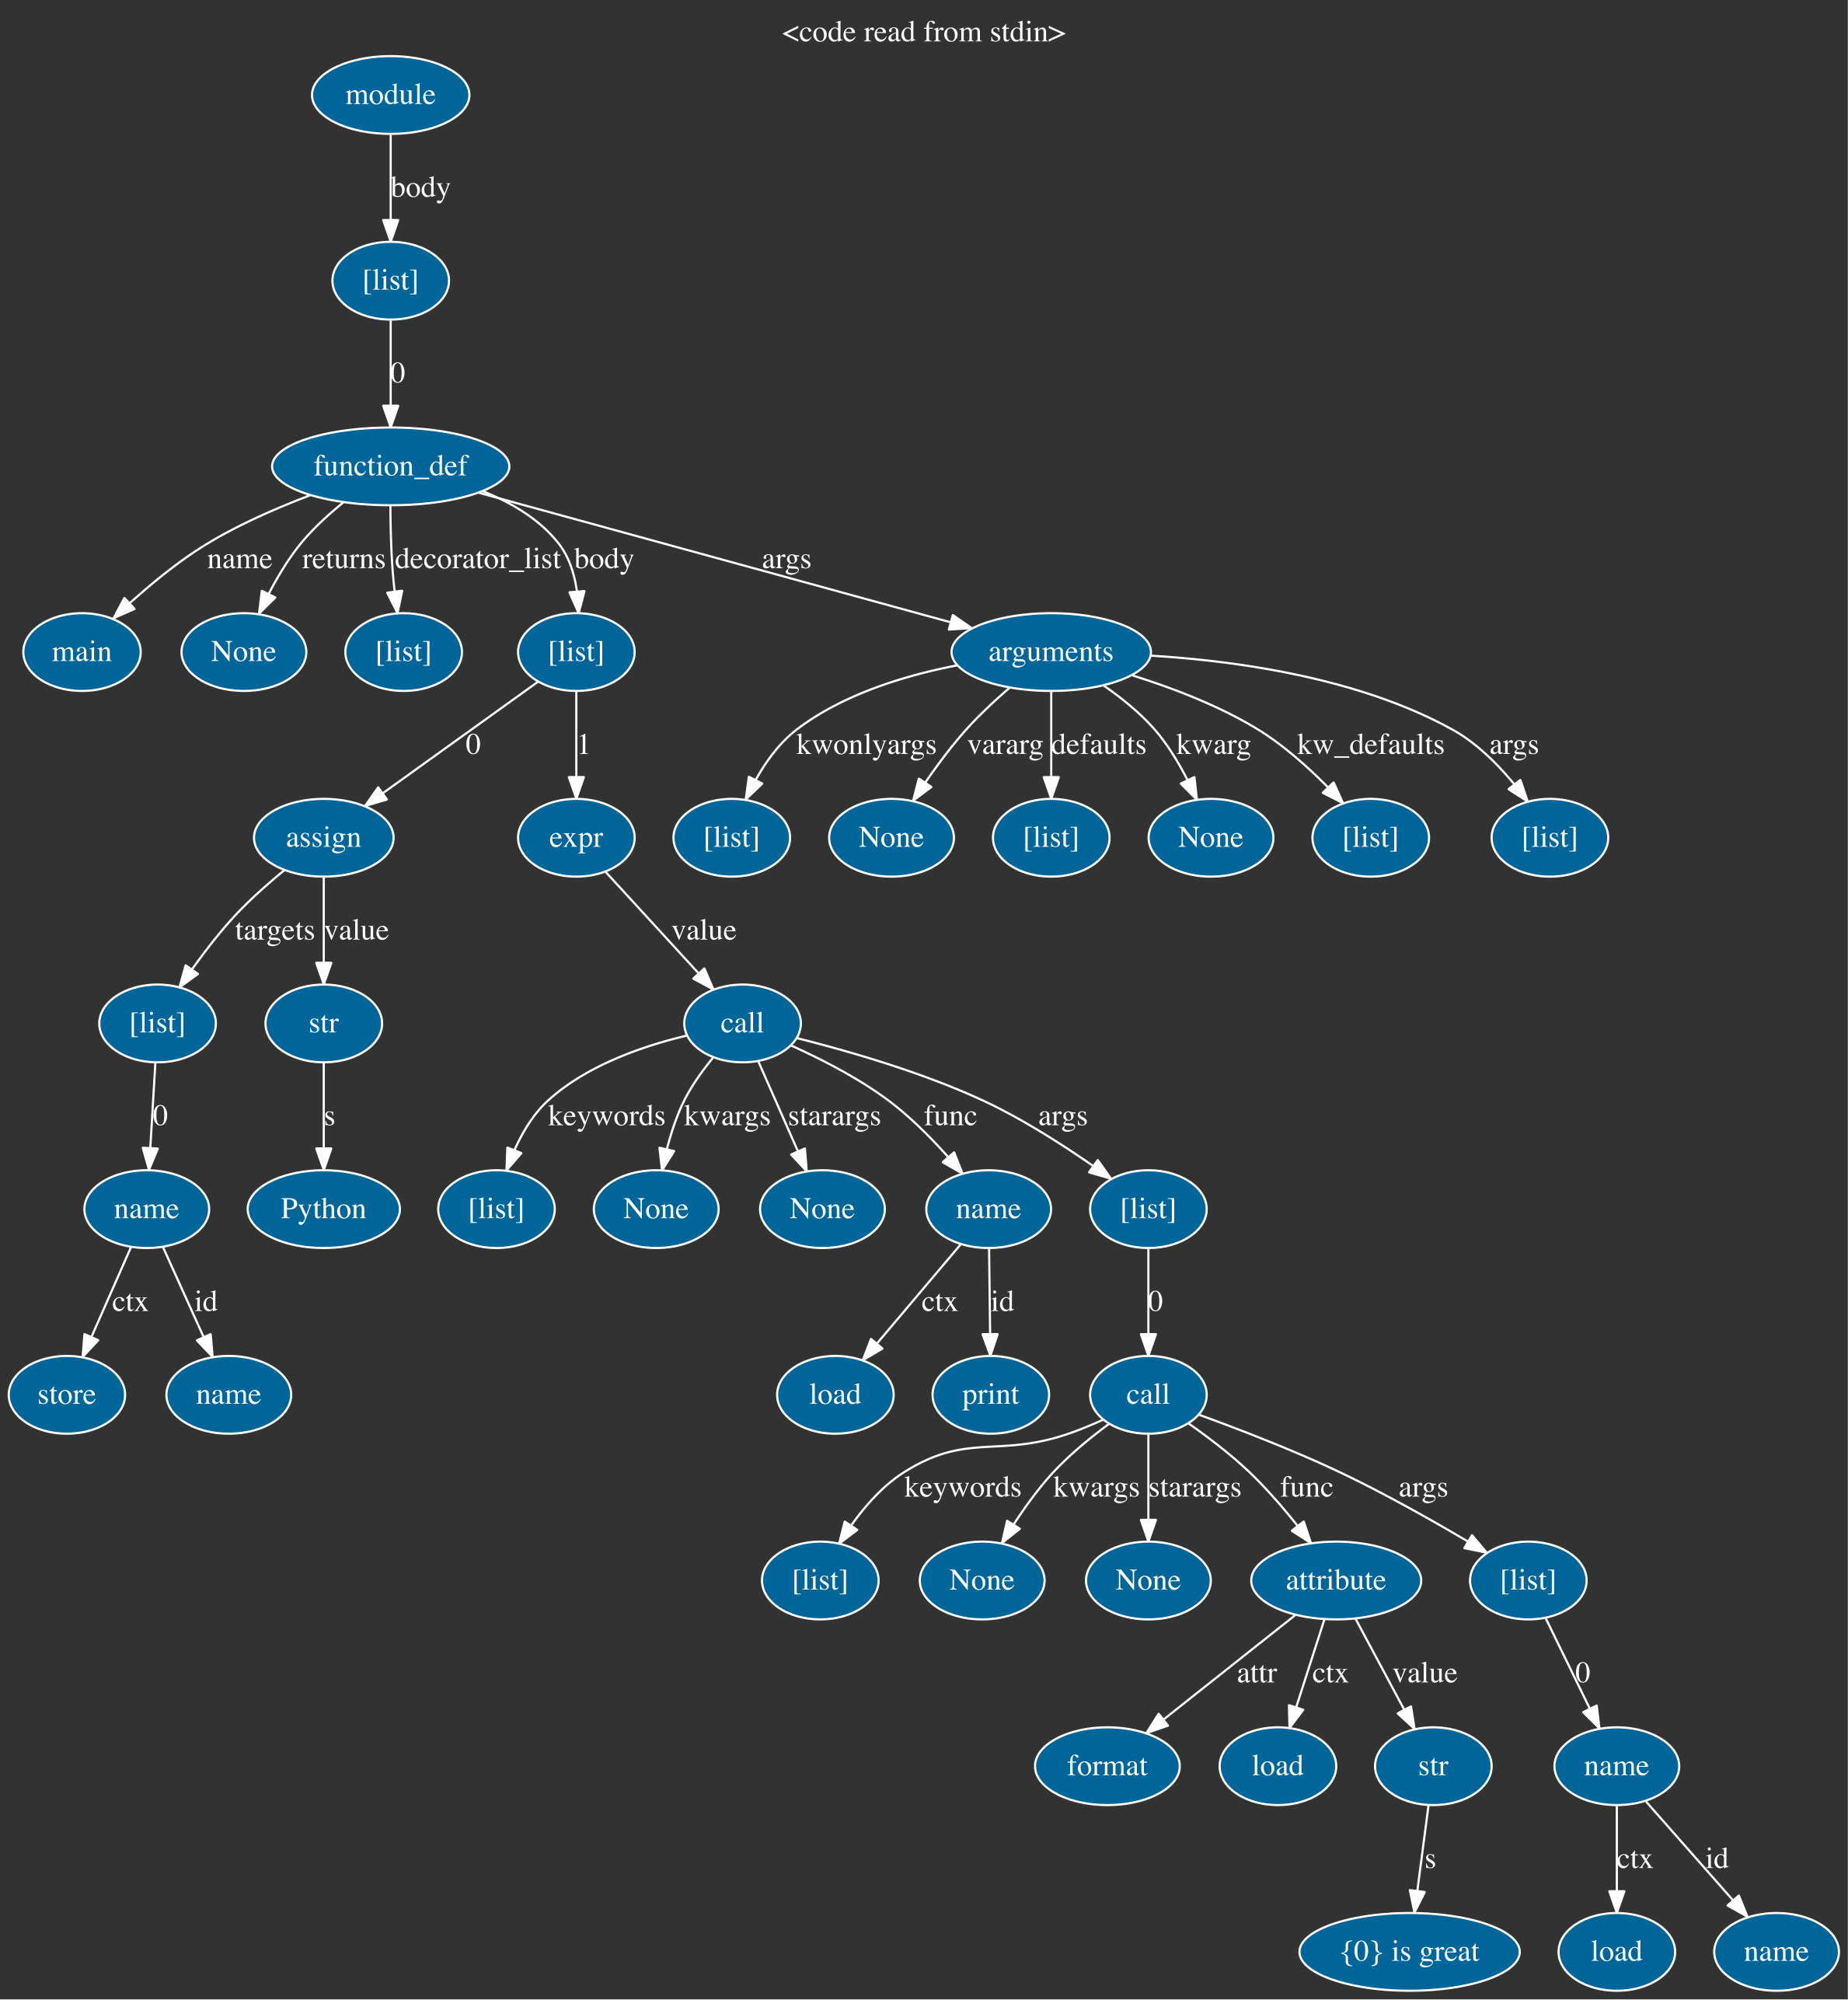 <code read from stdin>
module
body
[list]
0
function_def
name
returns
decorator_list
body
args
main
None
[list]
[list]
arguments
0
1
kwonlyargs
vararg
defaults
kwarg
kw_defaults
args
assign
expr
[list]
None
[list]
None
[list]
[list]
targets
value
value
[list]
str
call
0
s
keywords
kwargs
starargs
func
args
name
Python
[list]
None
None
name
[list]
ctx
id
ctx
id
0
store
name
load
print
call
keywords
kwargs
starargs
func
args
[list]
None
None
attribute
[list]
attr
ctx
value
0
format
load
str
name
s
ctx
id
{0} is great
load
name